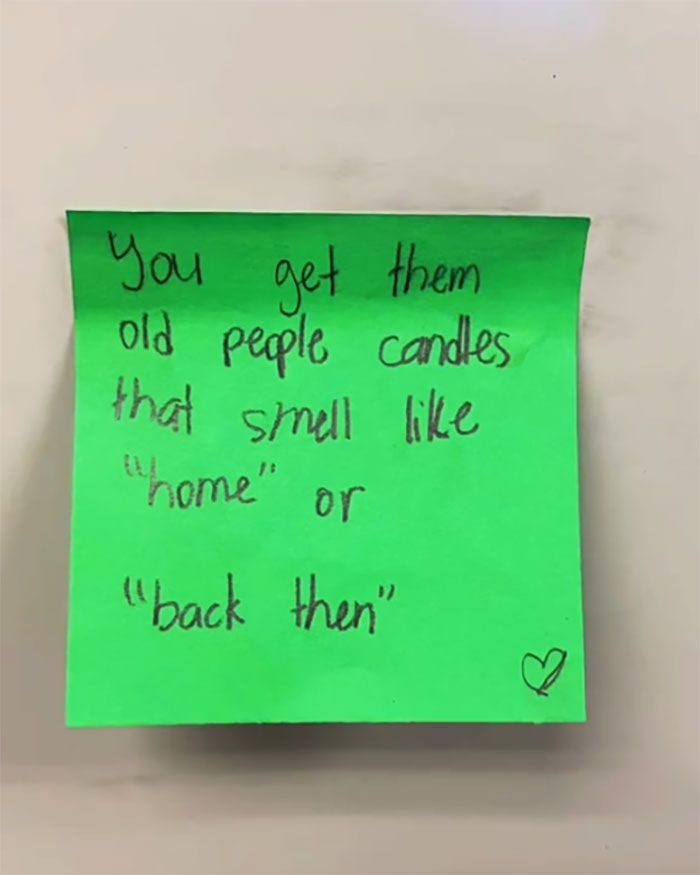 You get them
old people candles
that smell like
"home" or
"back then"